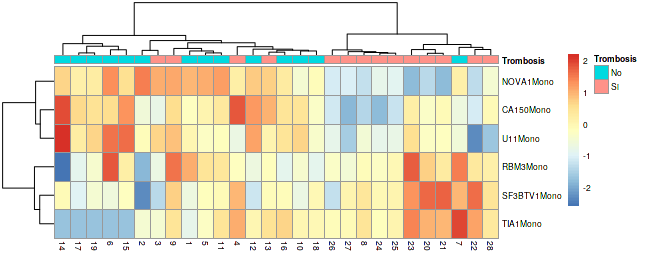 Trombosis
NOVA1Mono
CA150Mono
U11Mono
RBM3Mono
SF3BTV1Mono
TIA1Mono
14 17 19 6 15 2 3 9 1 5 11 4 12 13 16 10 18 26 27 8 24 25 23 20 21 7 22 28
2
1
0
-1
-2
Trombosis
No
SI